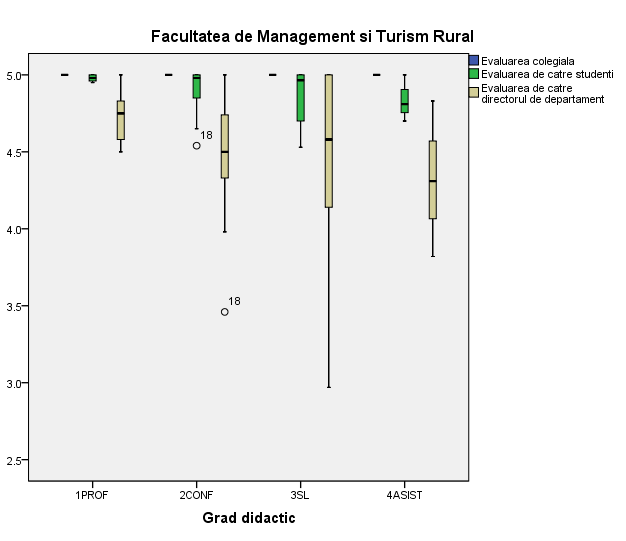 Facultatea de Management si Turism Rural
Evaluarea colegiala
Evaluarea de catre studenti
Evaluarea de catre
directorul de departament
5.0
4.5
4.0
3.5
3.0
2.5
18
18
1PROF
2CONF
3SL
4ASIST
Grad didactic